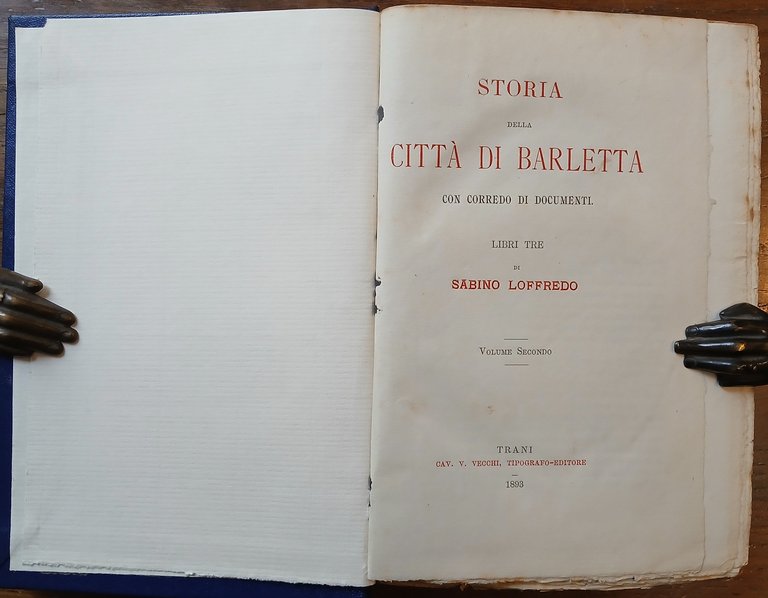 STORIA
DELLA
CITTÀ DI BARLETTA
CON CORREDO DI DOCUMENTI.
LIBRI TRE
DI
SABINO LOFFREDO
VOLUME SECONDO
TRANI
CAV. V. VECCHI, TIPOGRAFO-EDITORE
1893